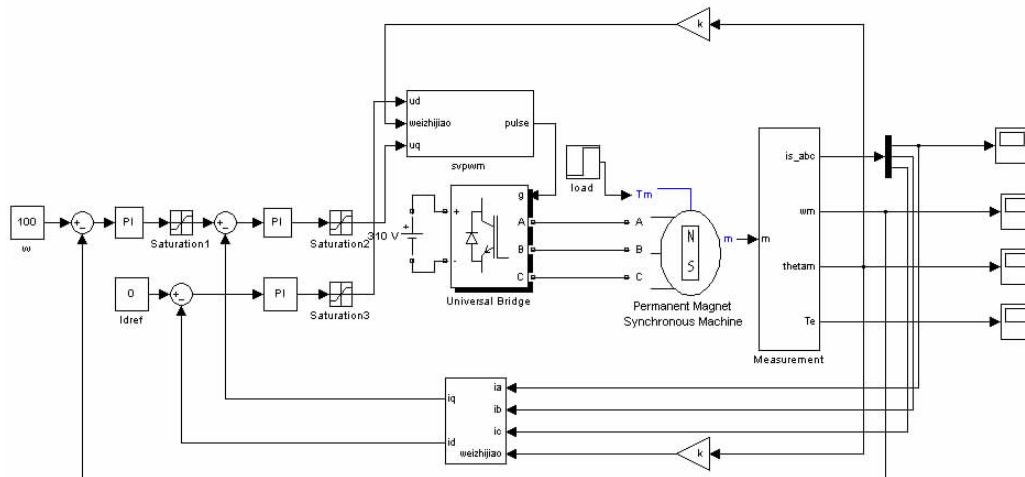 k
ud
weizhijiao
uq
pulse
svpwm
load
Tm
is_abc
wm
thetam
Te
m
Measurement
100
w
PI
Saturation1
PI
Saturation2
310 V
+
+
-
g
A
B
C
Universal Bridge
A
B
C
N
S
m
Permanent Magnet
Synchronous Machine
0
Idref
PI
Saturation3
iq
id
ia
ib
ic
weizhijiao
k